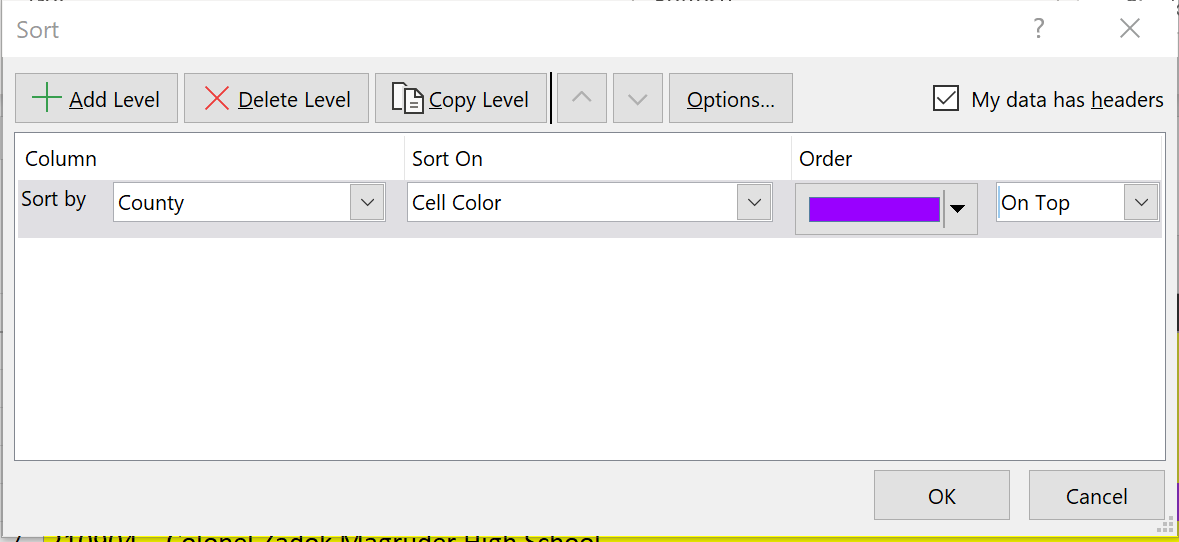 Sort
Add Level Delete Level Copy Level Options... My data has headers
Column Sort On Order
Sort by County Cell Color On Top
OK Cancel
210904 Colonel Zadok Magruder High School